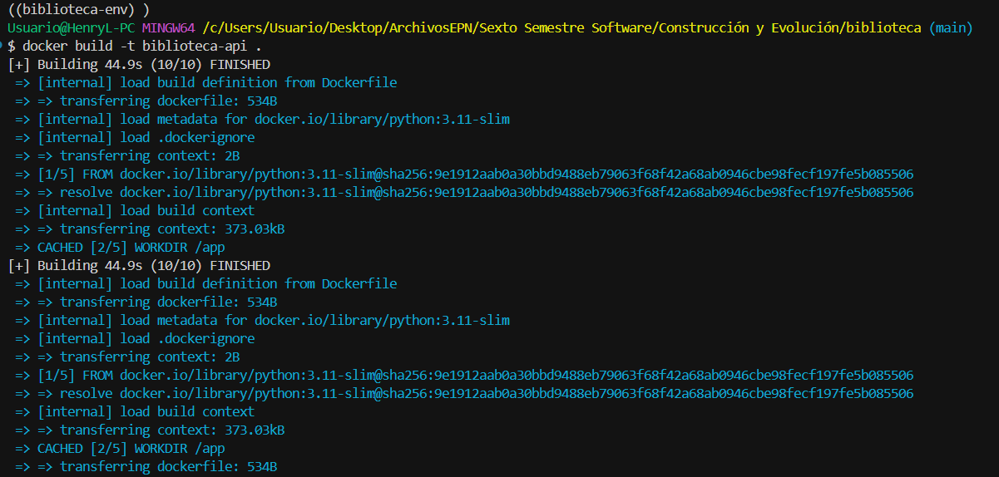 ((biblioteca-env) )
Usuario@HenryL-PC MINGW64 /c/Users/Usuario/Desktop/ArchivosEPN/Sexto Semestre Software/Construcción y Evolución/biblioteca (main)
$ docker build -t biblioteca-api .
[+] Building 44.9s (10/10) FINISHED
=> [internal] load build definition from Dockerfile
=> => transferring dockerfile: 534B
=> [internal] load metadata for docker.io/library/python:3.11-slim
=> [internal] load .dockerignore
=> => transferring context: 2B
=> [1/5] FROM docker.io/library/python:3.11-slim@sha256:9e1912aab0a30bbd9488eb79063f68f42a68ab0946cbe98fecf197fe5b085506
=> => resolve docker.io/library/python:3.11-slim@sha256:9e1912aab0a30bbd9488eb79063f68f42a68ab0946cbe98fecf197fe5b085506
=> [internal] load build context
=> => transferring context: 373.03kB
=> CACHED [2/5] WORKDIR /app
[+] Building 44.9s (10/10) FINISHED
=> [internal] load build definition from Dockerfile
=> => transferring dockerfile: 534B
=> [internal] load metadata for docker.io/library/python:3.11-slim
=> [internal] load .dockerignore
=> => transferring context: 2B
=> [1/5] FROM docker.io/library/python:3.11-slim@sha256:9e1912aab0a30bbd9488eb79063f68f42a68ab0946cbe98fecf197fe5b085506
=> => resolve docker.io/library/python:3.11-slim@sha256:9e1912aab0a30bbd9488eb79063f68f42a68ab0946cbe98fecf197fe5b085506
=> [internal] load build context
=> => transferring context: 373.03kB
=> CACHED [2/5] WORKDIR /app
=> => transferring dockerfile: 534B